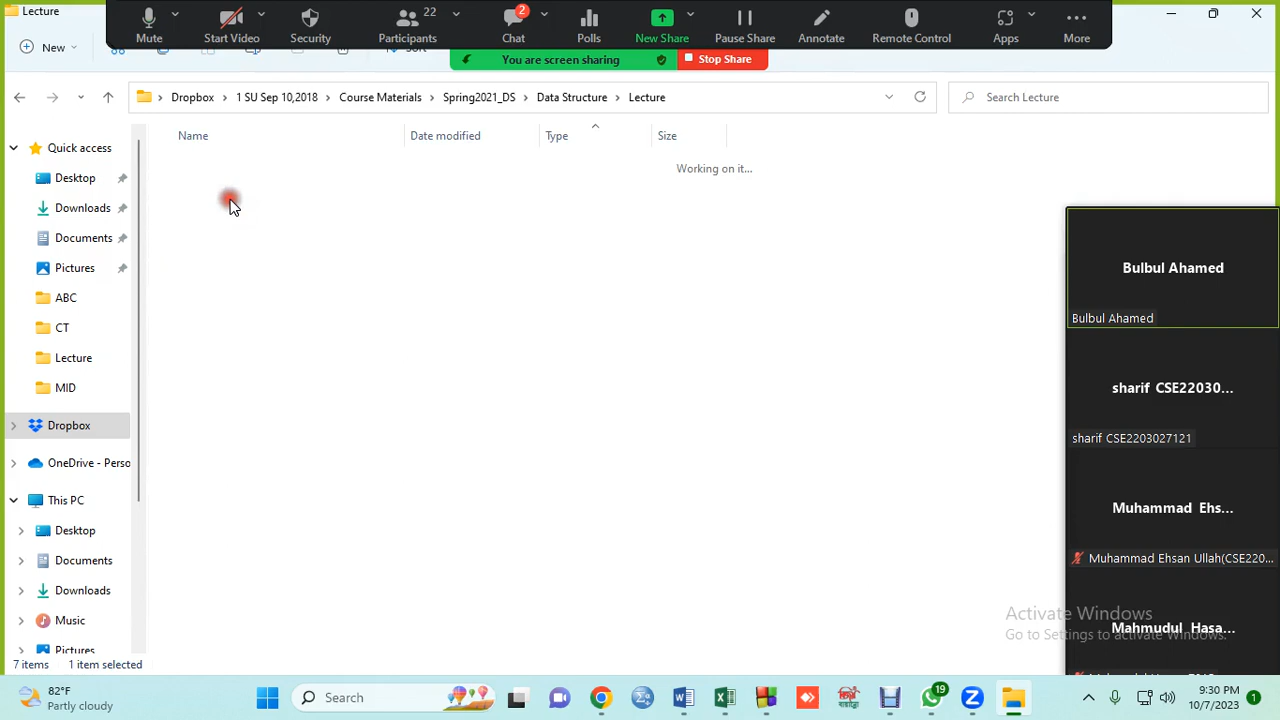 Lecture
Mute
Start Video
Security
Participants
22
Chat
2
Polls
New Share
Pause Share
Annotate
Remote Control
Apps
More
New
You are screen sharing
Stop Share
Dropbox > 1 SU Sep 10,2018 > Course Materials > Spring2021_DS > Data Structure > Lecture
Search Lecture
Name
Date modified
Type
Size
Working on it...
Quick access
Desktop
Downloads
Documents
Pictures
ABC
CT
Lecture
MID
Dropbox
OneDrive - Perso
This PC
Desktop
Documents
Downloads
Music
Pictures
Bulbul Ahamed
Bulbul Ahamed
sharif CSE22030...
sharif CSE2203027121
Muhammad Ehs...
Muhammad Ehsan Ullah(CSE220...
Mahmudul Hasa...
Activate Windows
Go to Settings to activate Windows.
7 items
1 item selected
82°F
Partly cloudy
Search
19
9:30 PM
10/7/2023
1